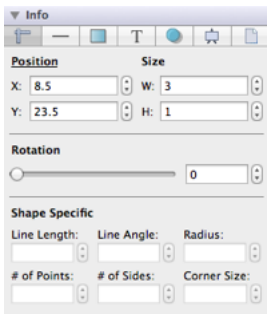 Info
T
Position Size
X: 8.5 W: 3
Y: 23.5 H: 1
Rotation
0
Shape Specific
Line Length: Line Angle: Radius:
# of Points: # of Sides: Corner Size: